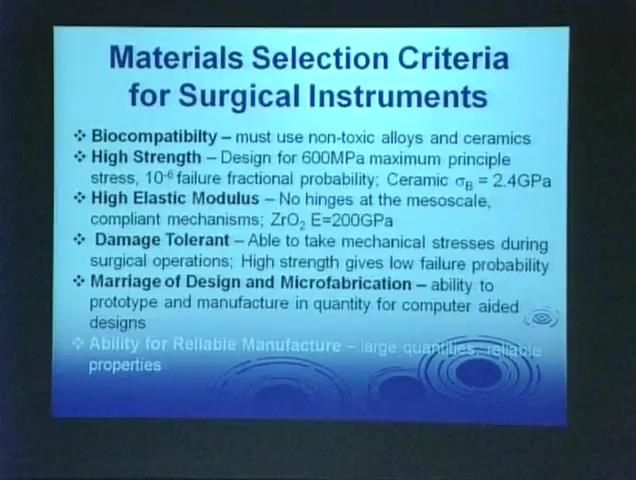 Materials Selection Criteria
for Surgical Instruments
❖ Biocompatibilty – must use non-toxic alloys and ceramics
❖ High Strength – Design for 600MPa maximum principle
stress, 10⁻⁶ failure fractional probability; Ceramic σB = 2.4GPa
❖ High Elastic Modulus – No hinges at the mesoscale,
compliant mechanisms; ZrO₂ E=200GPa
❖ Damage Tolerant – Able to take mechanical stresses during
surgical operations; High strength gives low failure probability
❖ Marriage of Design and Microfabrication – ability to
prototype and manufacture in quantity for computer aided
designs
❖ Ability for Reliable Manufacture – large quantities, reliable
properties